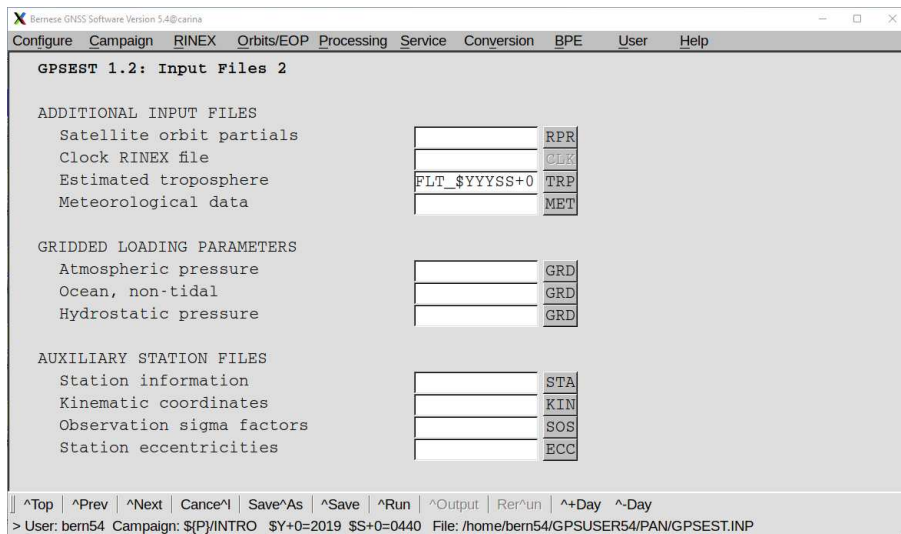 Bernese GNSS Software Version 5.4@carina
Configure Campaign RINEX Orbits/EOP Processing Service Conversion BPE User Help
GPSEST 1.2: Input Files 2
ADDITIONAL INPUT FILES
Satellite orbit partials RPR
Clock RINEX file CLK
Estimated troposphere FLT_$YYYSS+0 TRP
Meteorological data MET
GRIDDED LOADING PARAMETERS
Atmospheric pressure GRD
Ocean, non-tidal GRD
Hydrostatic pressure GRD
AUXILIARY STATION FILES
Station information STA
Kinematic coordinates KIN
Observation sigma factors SOS
Station eccentricities ECC
^Top ^Prev ^Next Cance^l Save^As ^Save ^Run ^Output Rer^un ^+Day ^-Day
> User: bern54 Campaign: ${P}/INTRO $Y+0=2019 $S+0=0440 File: /home/bern54/GPSUSER54/PAN/GPSEST.INP